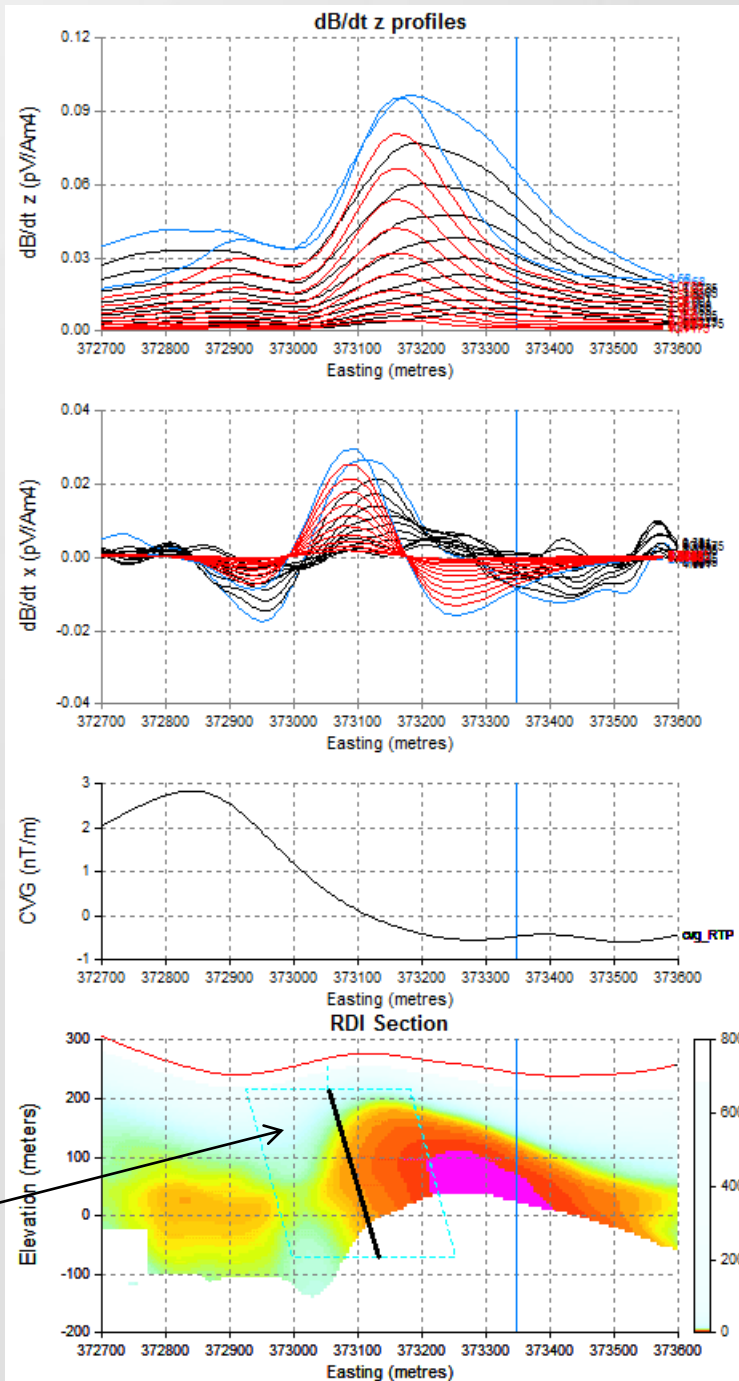 dB/dt z profiles
dB/dt z (pV/Am4)
0.12
0.09
0.06
0.03
0.00
372700 372800 372900 373000 373100 373200 373300 373400 373500 373600
Easting (metres)
dB/dt x (pV/Am4)
0.04
0.02
0.00
-0.02
-0.04
372700 372800 372900 373000 373100 373200 373300 373400 373500 373600
Easting (metres)
CVG (nT/m)
3
2
1
0
-1
cvg_RTP
372700 372800 372900 373000 373100 373200 373300 373400 373500 373600
Easting (metres)
RDI Section
Elevation (meters)
300
200
100
0
-100
-200
800
600
400
200
0
372700 372800 372900 373000 373100 373200 373300 373400 373500 373600
Easting (metres)